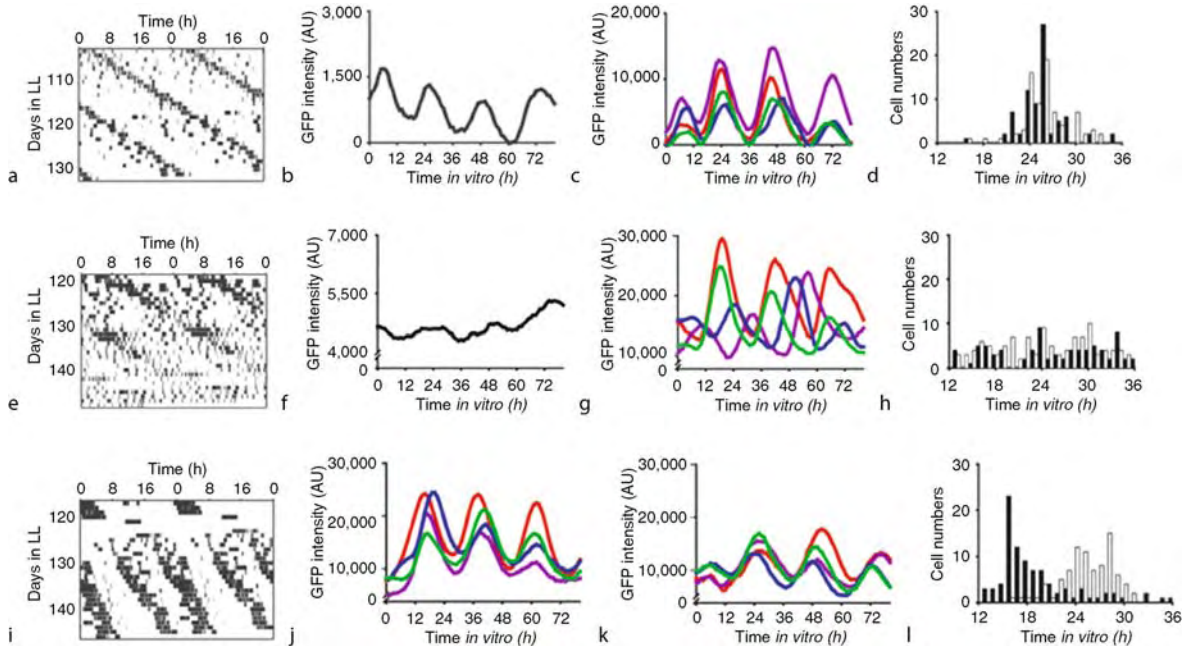 Time (h)
0 8 16 0 8 16 0
Days in LL
110
120
130
a
GFP intensity (AU)
3,000
1,500
0
0 12 24 36 48 60 72
Time in vitro (h)
b
GFP intensity (AU)
20,000
10,000
0
0 12 24 36 48 60 72
Time in vitro (h)
c
Cell numbers
30
20
10
0
12 18 24 30 36
Time in vitro (h)
d
Time (h)
0 8 16 0 8 16 0
Days in LL
120
130
140
e
GFP intensity (AU)
7,000
5,500
4,000
0 12 24 36 48 60 72
Time in vitro (h)
f
GFP intensity (AU)
30,000
20,000
10,000
0 12 24 36 48 60 72
Time in vitro (h)
g
Cell numbers
30
20
10
0
12 18 24 30 36
Time in vitro (h)
h
Time (h)
0 8 16 0 8 16 0
Days in LL
120
130
140
i
GFP intensity (AU)
30,000
20,000
10,000
0
0 12 24 36 48 60 72
Time in vitro (h)
j
GFP intensity (AU)
30,000
20,000
10,000
0
0 12 24 36 48 60 72
Time in vitro (h)
k
Cell numbers
30
20
10
0
12 18 24 30 36
Time in vitro (h)
l